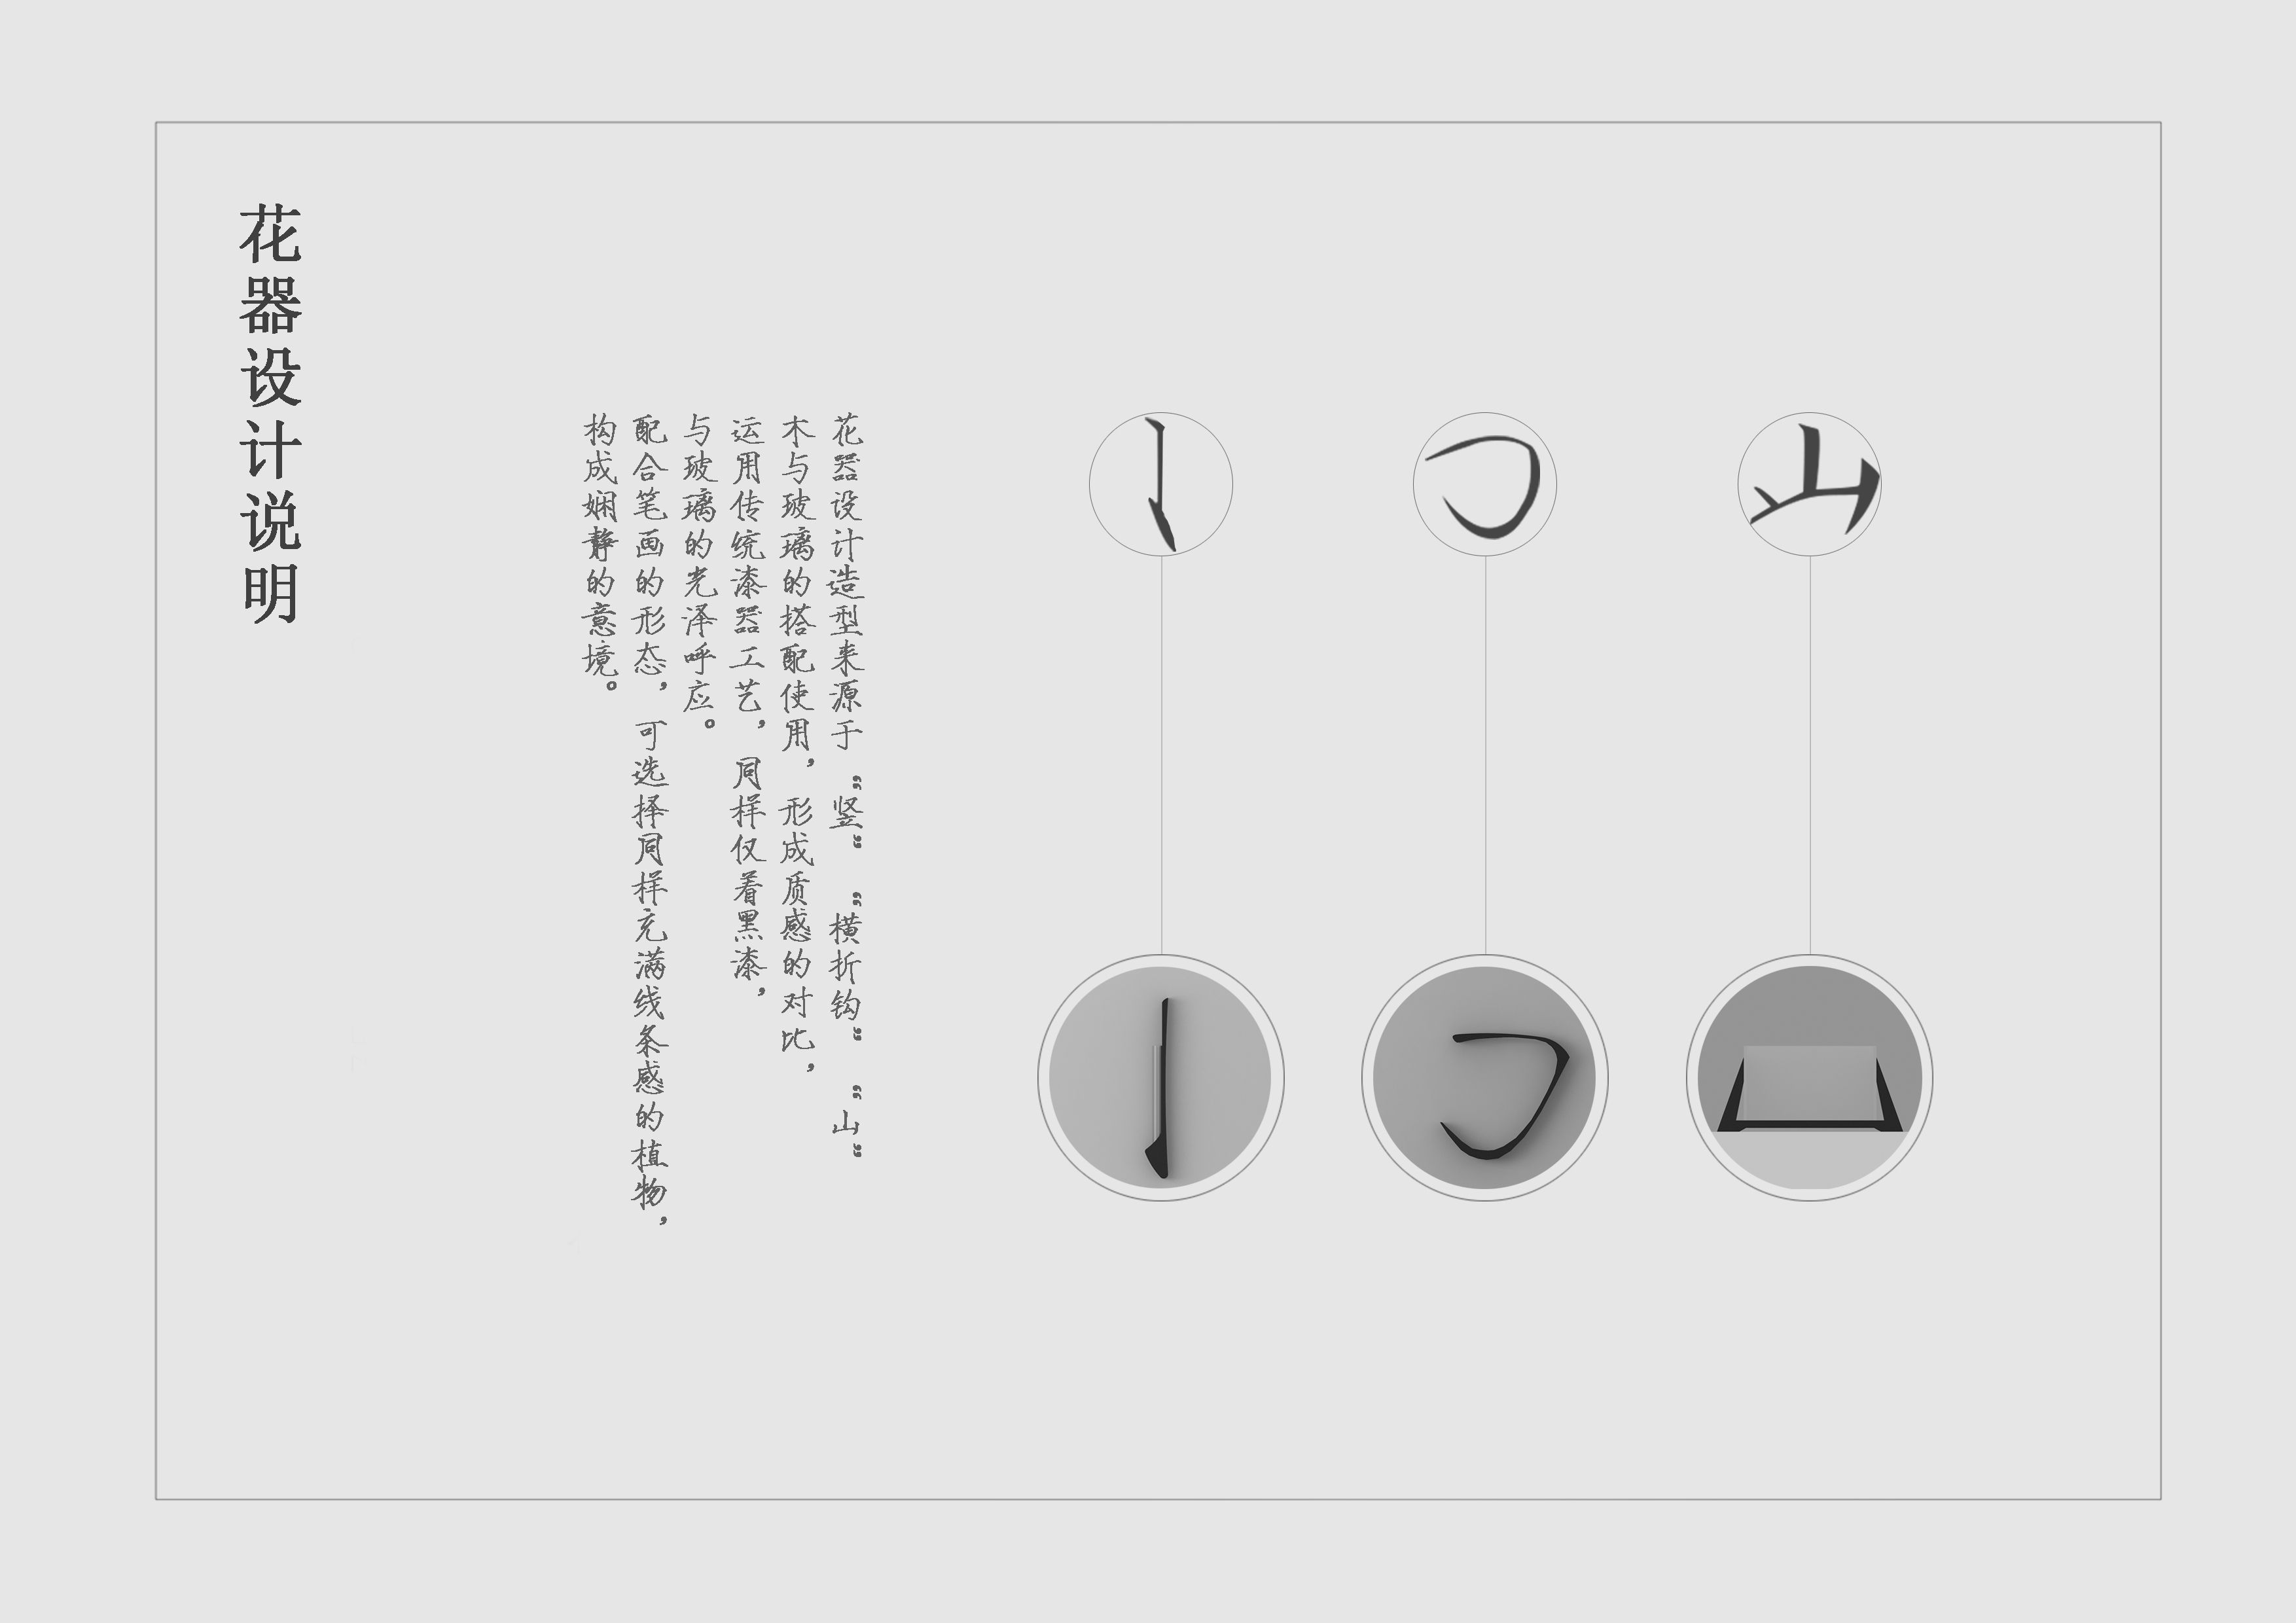 花器设计说明
花器设计造型来源于“竖” “横折钩” “山”
木与玻璃的搭配使用，形成质感的对比，
运用传统漆器工艺，同样仅着黑漆，
与玻璃的光泽呼应。
配合笔画的形态，可选择同样充满线条感的植物，
构成娴静的意境。
山